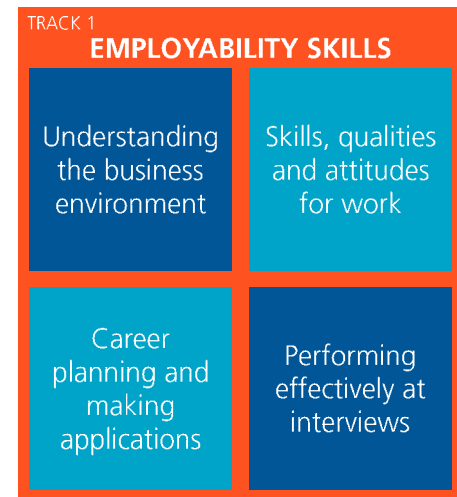 TRACK 1
EMPLOYABILITY SKILLS
Understanding
the business
environment
Skills, qualities
and attitudes
for work
Career
planning and
making
applications
Performing
effectively at
interviews